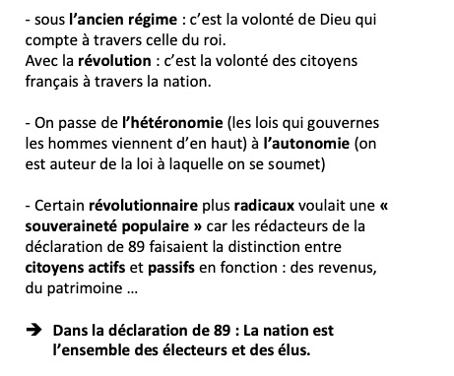 - sous l’ancien régime : c’est la volonté de Dieu qui
compte à travers celle du roi.
Avec la révolution : c’est la volonté des citoyens
français à travers la nation.
- On passe de l’hétéronomie (les lois qui gouvernes
les hommes viennent d’en haut) à l’autonomie (on
est auteur de la loi à laquelle on se soumet)
- Certain révolutionnaire plus radicaux voulait une «
souveraineté populaire » car les rédacteurs de la
déclaration de 89 faisaient la distinction entre
citoyens actifs et passifs en fonction : des revenus,
du patrimoine ...
➔ Dans la déclaration de 89 : La nation est
l’ensemble des électeurs et des élus.